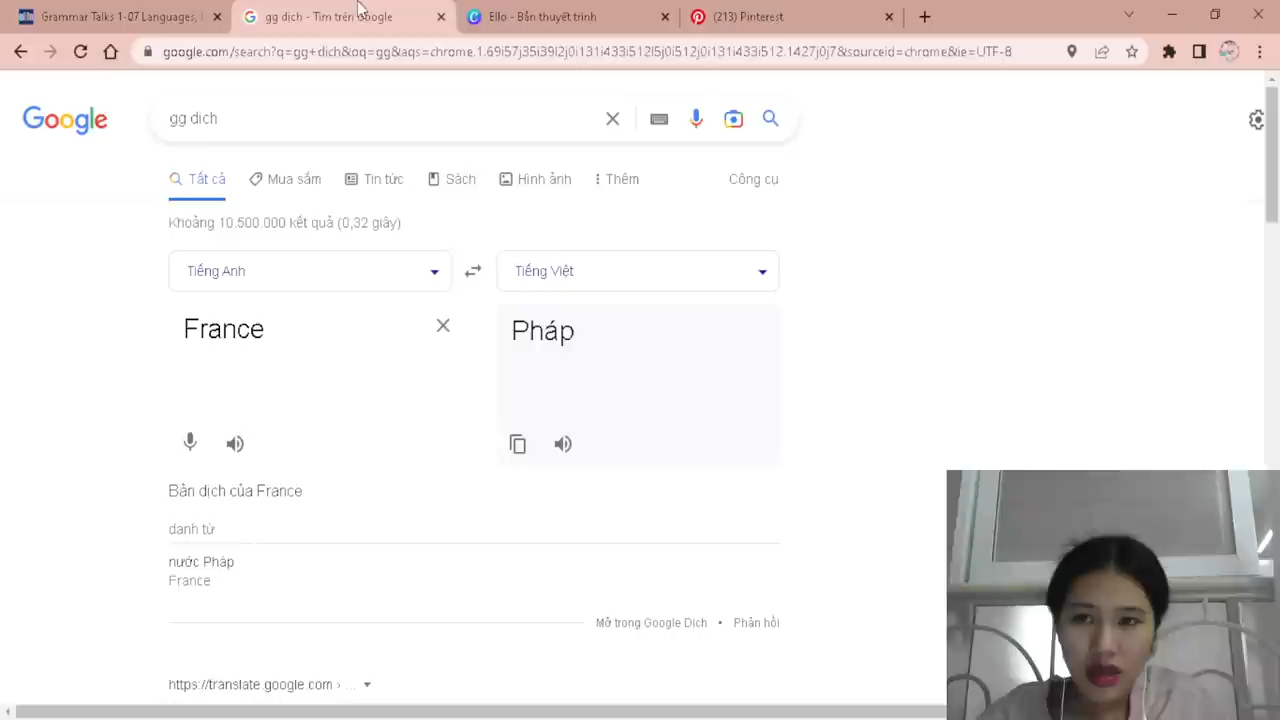 Grammar Talks 1-07 Languages,
gg dịch - Tìm trên Google
Ello - Bản thuyết trình
(213) Pinterest
google.com/search?q=gg+dich&oq=gg&aqs=chrome.1.69i57j35i39l2j0i131i433i512l5j0i512j0i131i433i512.1427j0j7&sourceid=chrome&ie=UTF-8
Google
gg dich
Tất cả
Mua sắm
Tin tức
Sách
Hình ảnh
Thêm
Công cụ
Khoảng 10.500.000 kết quả (0,32 giây)
Tiếng Anh
Tiếng Việt
France
Pháp
Bản dịch của France
danh từ
nước Pháp
France
Mở trong Google Dịch • Phản hồi
https://translate.google.com › ...